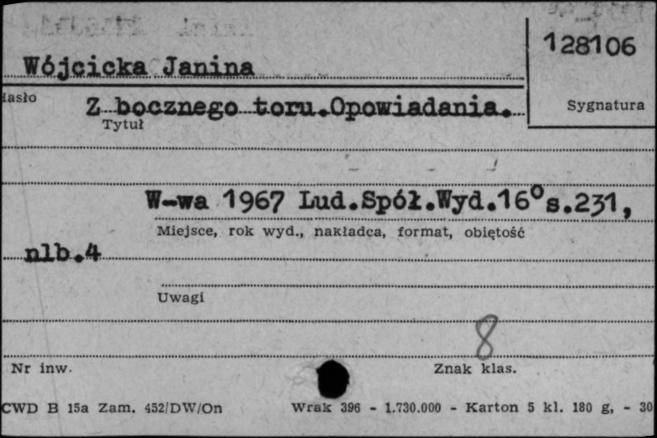 128106
Wójcicka Janina
Hasło
Z bocznego toru.Opowiadania.
Sygnatura
Tytuł
W-wa 1967 Lud.Spół.Wyd.16° s.231,
Miejsce, rok wyd., nakładca, format, objętość
nlb.4
Uwagi
8
Nr inw.
Znak klas.
CWD B 15a Zam. 452/DW/On Wrak 396 - 1.730.000 - Karton 5 kl. 180 g, - 30